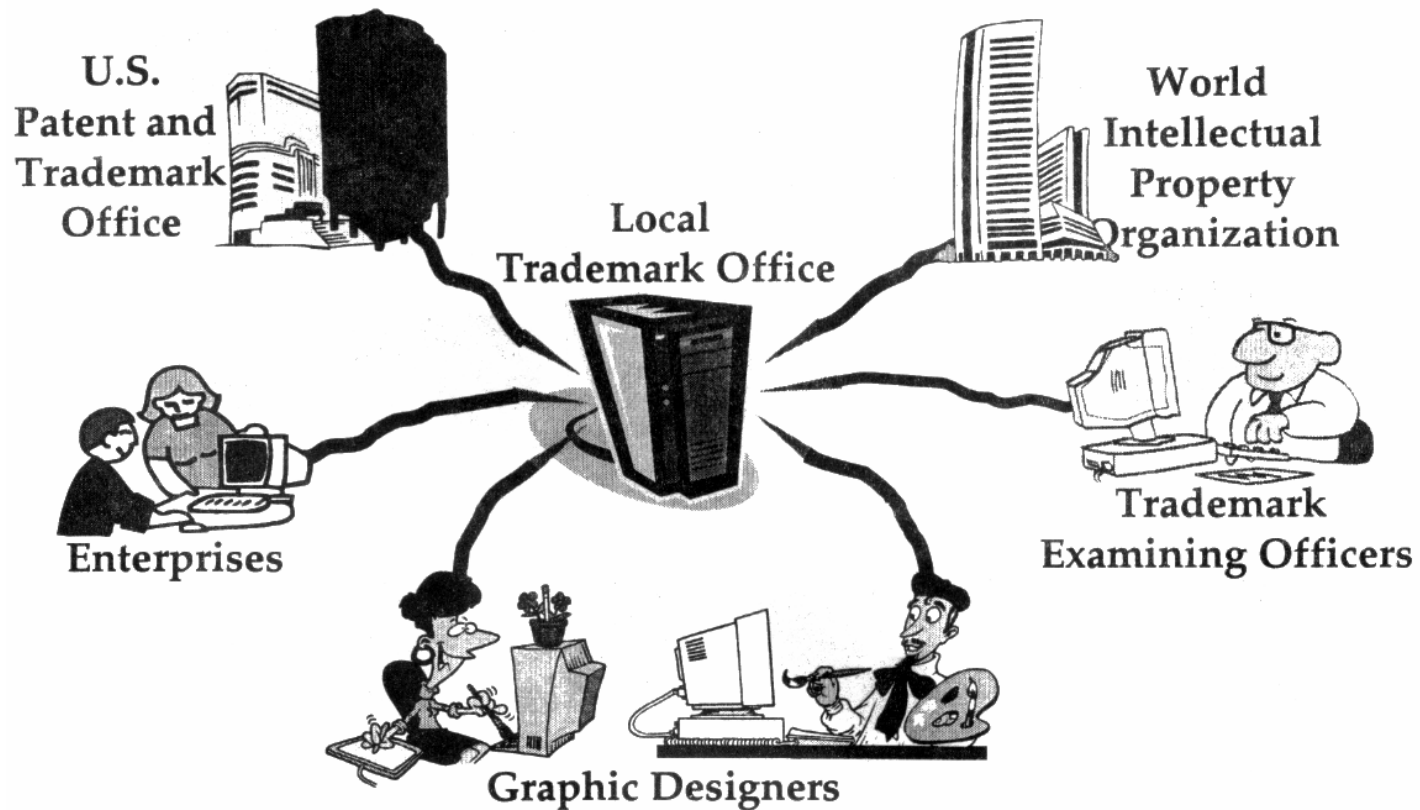 U.S.
Patent and
Trademark
Office
Local
Trademark Office
World
Intellectual
Property
Organization
Enterprises
Trademark
Examining Officers
Graphic Designers